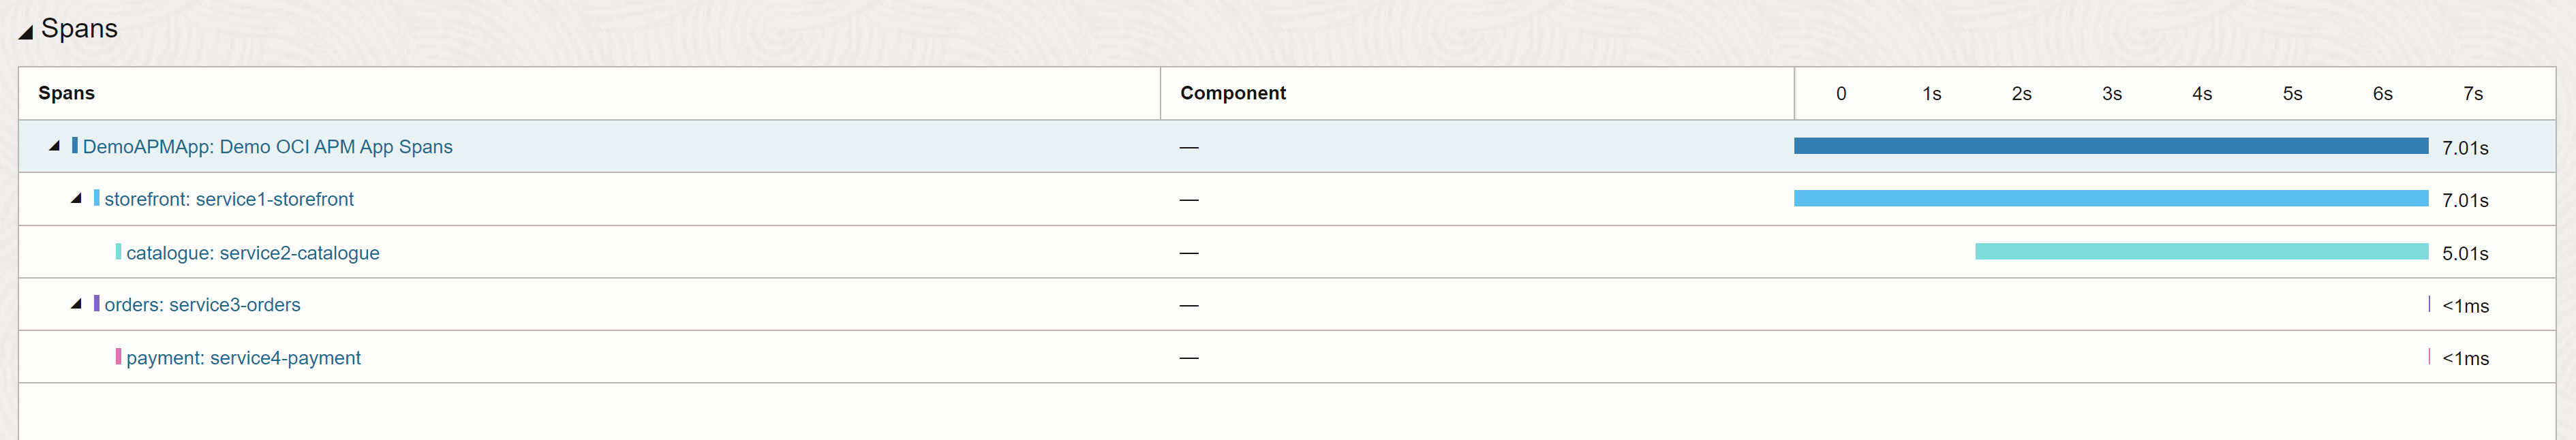 Spans
Spans Component 0 1s 2s 3s 4s 5s 6s 7s
DemoAPMApp: Demo OCI APM App Spans — 7.01s
storefront: service1-storefront — 7.01s
catalogue: service2-catalogue — 5.01s
orders: service3-orders — <1ms
payment: service4-payment — <1ms